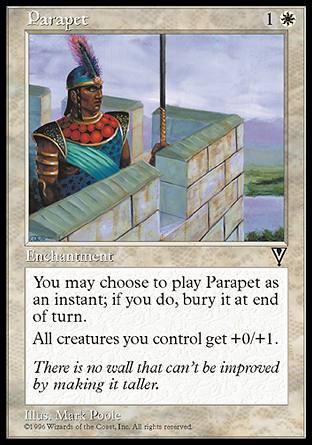 Parapet 1
Enchantment
You may choose to play Parapet as
an instant; if you do, bury it at end
of turn.
All creatures you control get +0/+1.
There is no wall that can't be improved
by making it taller.
Illus. Mark Poole
©1996 Wizards of the Coast, Inc. All rights reserved.